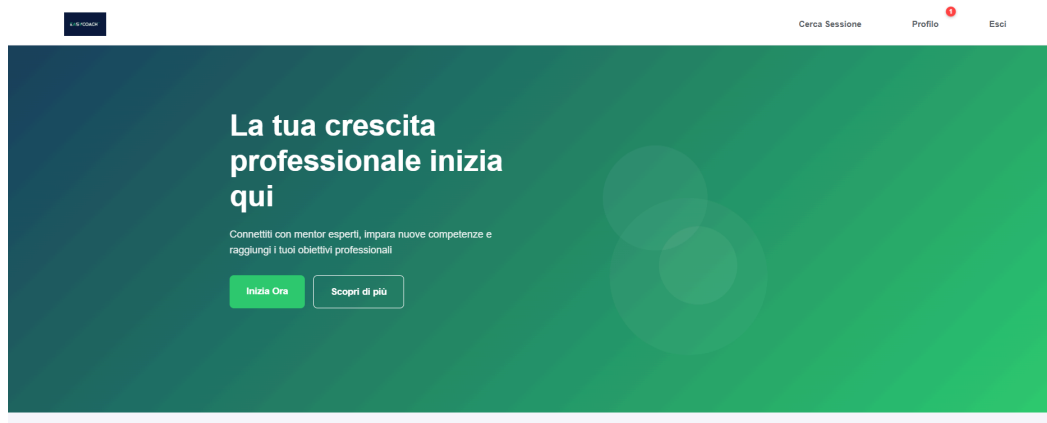 EASYCOACH
Cerca Sessione
Profilo
1
Esci
La tua crescita
professionale inizia
qui
Connettiti con mentor esperti, impara nuove competenze e
raggiungi i tuoi obiettivi professionali
Inizia Ora
Scopri di più